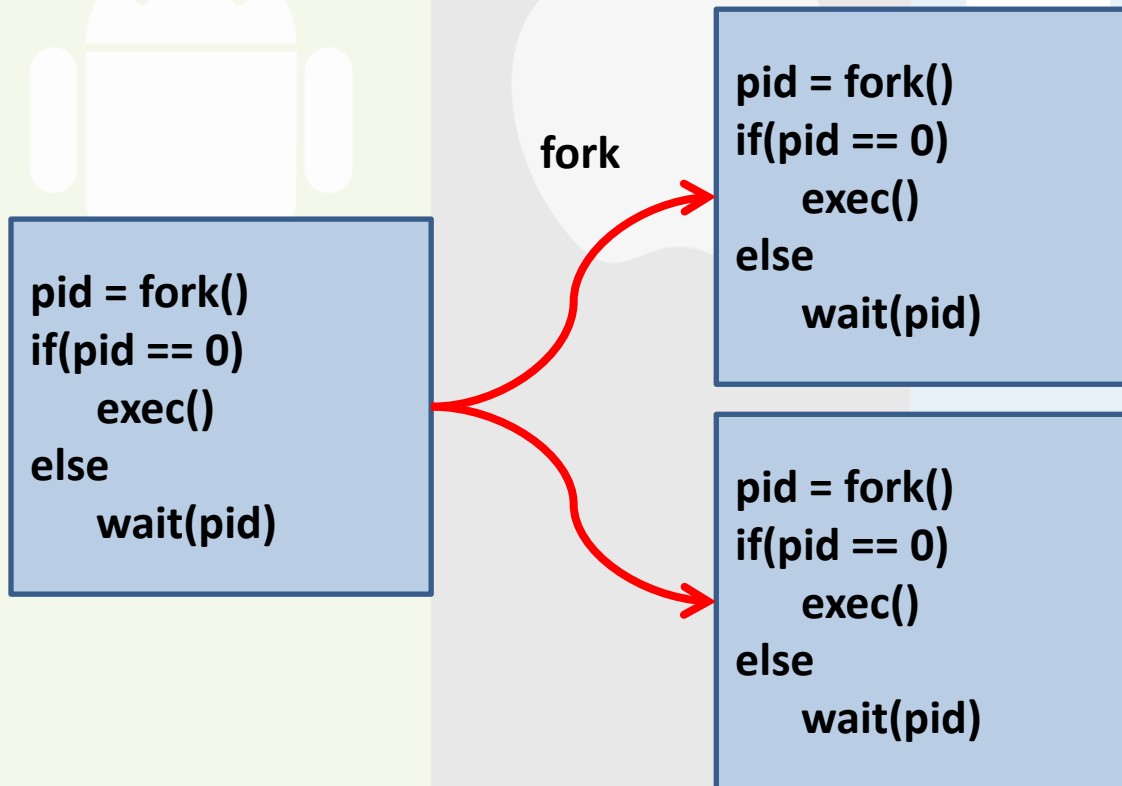 pid = fork()
if(pid == 0)
exec()
else
wait(pid)
fork
pid = fork()
if(pid == 0)
exec()
else
wait(pid)
pid = fork()
if(pid == 0)
exec()
else
wait(pid)